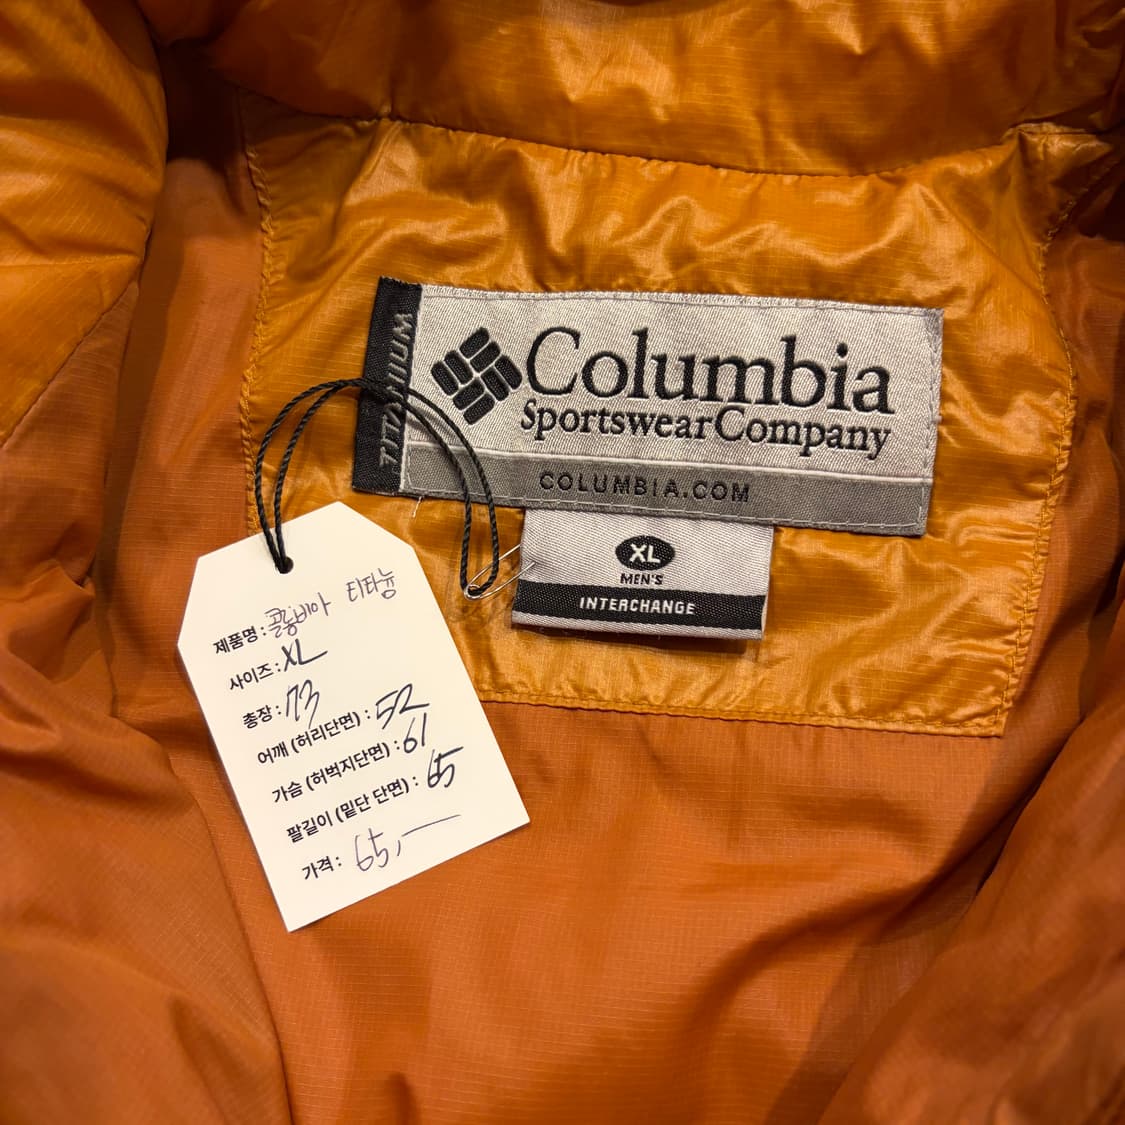 TITANIUM
Columbia
Sportswear Company
COLUMBIA.COM
XL
MEN'S
INTERCHANGE
제품명 : 콜롬비아 티타늄
사이즈 : XL
총장 : 73
어깨 (허리단면) : 52
가슴 (허벅지단면) : 61
팔길이 (밑단 단면) : 65
가격 : 65,—